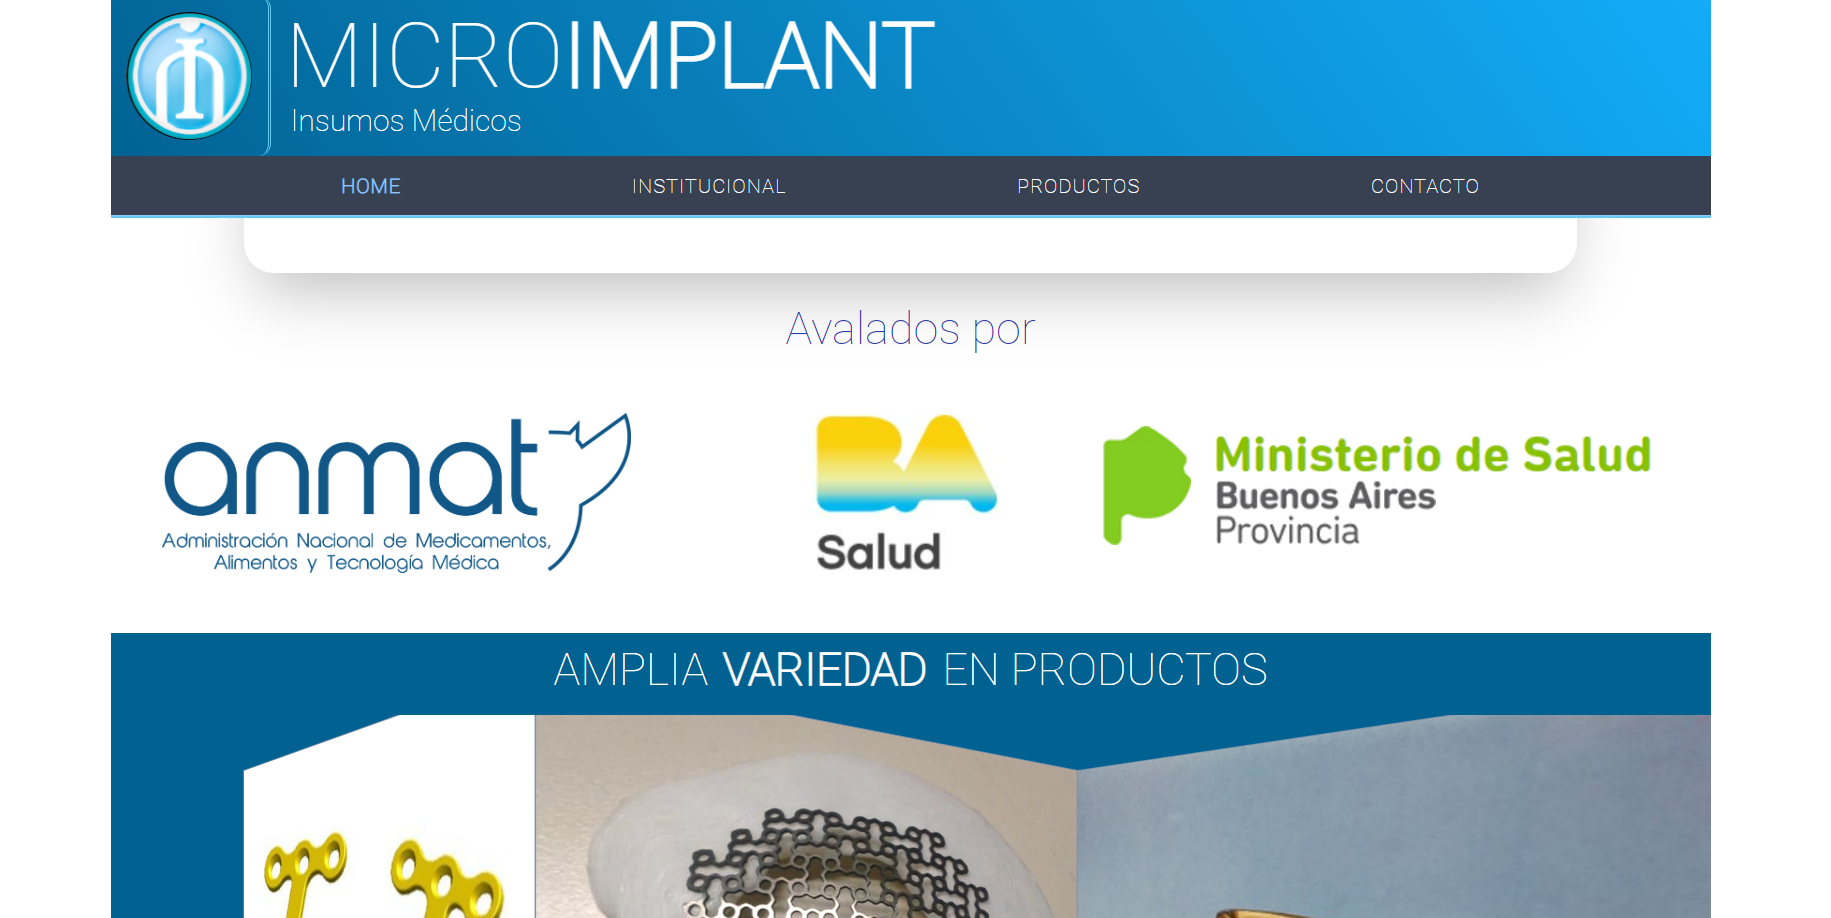 MICROIMPLANT
Insumos Médicos
HOME INSTITUCIONAL PRODUCTOS CONTACTO
Avalados por
anmat
Administración Nacional de Medicamentos,
Alimentos y Tecnología Médica
BA
Salud
Ministerio de Salud
Buenos Aires
Provincia
AMPLIA VARIEDAD EN PRODUCTOS